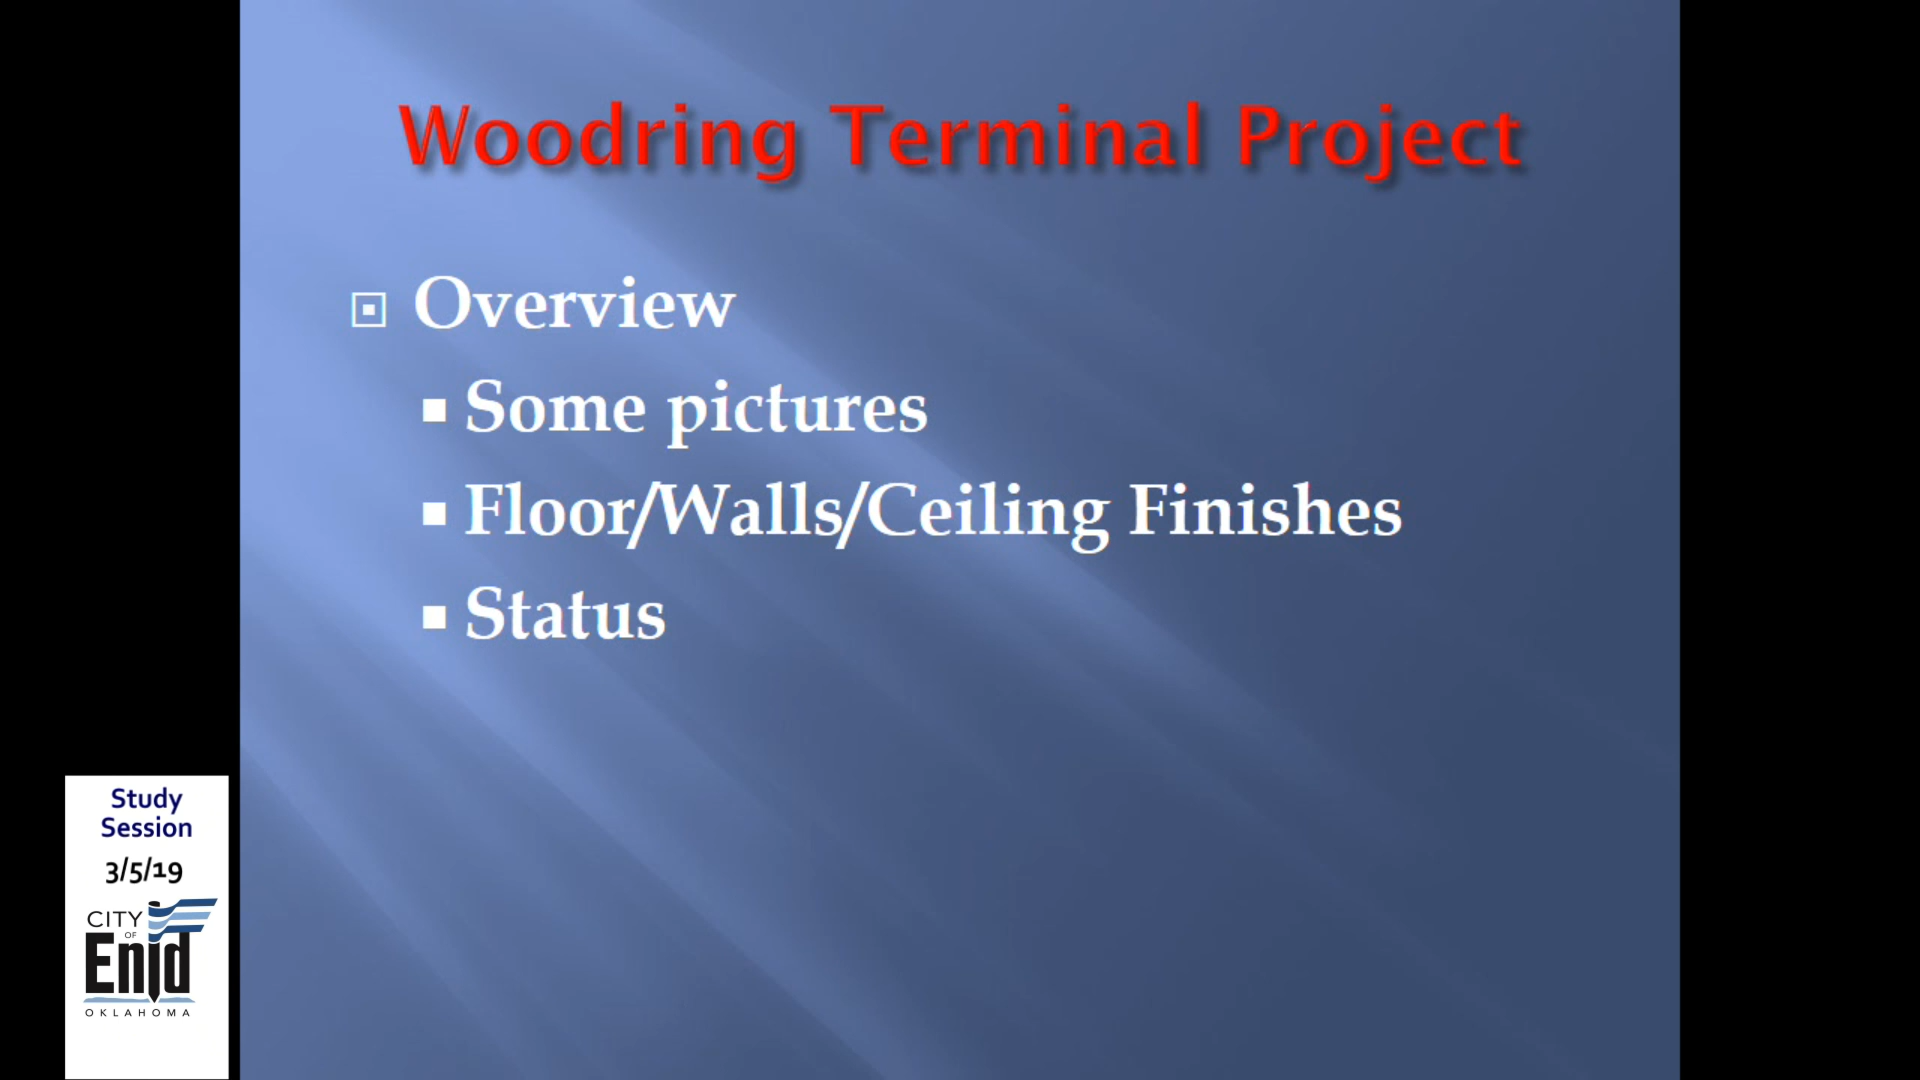 Woodring Terminal Project
Overview
Some pictures
Floor/Walls/Ceiling Finishes
Status
Study
Session
3/5/19
CITY
OF
Enid
OKLAHOMA